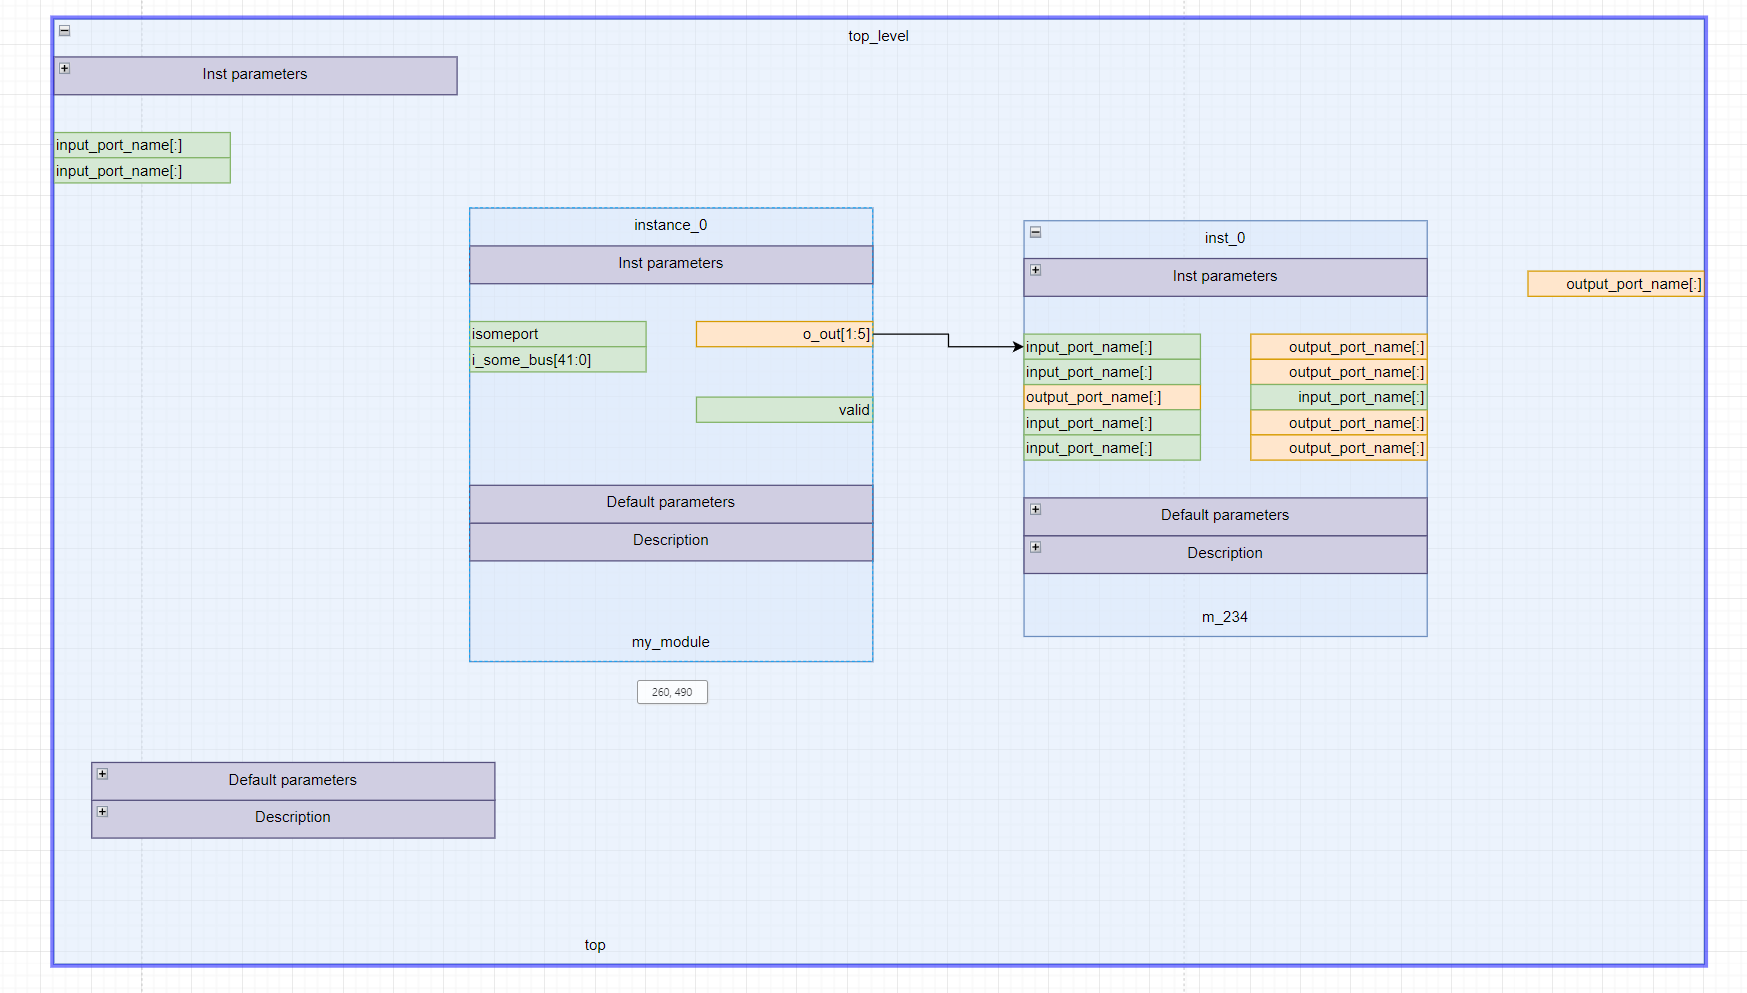 top_level
Inst parameters
input_port_name[:]
input_port_name[:]
instance_0
Inst parameters
isomeport
i_some_bus[41:0]
o_out[1:5]
valid
Default parameters
Description
my_module
260, 490
inst_0
Inst parameters
input_port_name[:]
input_port_name[:]
output_port_name[:]
input_port_name[:]
input_port_name[:]
output_port_name[:]
output_port_name[:]
input_port_name[:]
output_port_name[:]
output_port_name[:]
Default parameters
Description
m_234
output_port_name[:]
Default parameters
Description
top